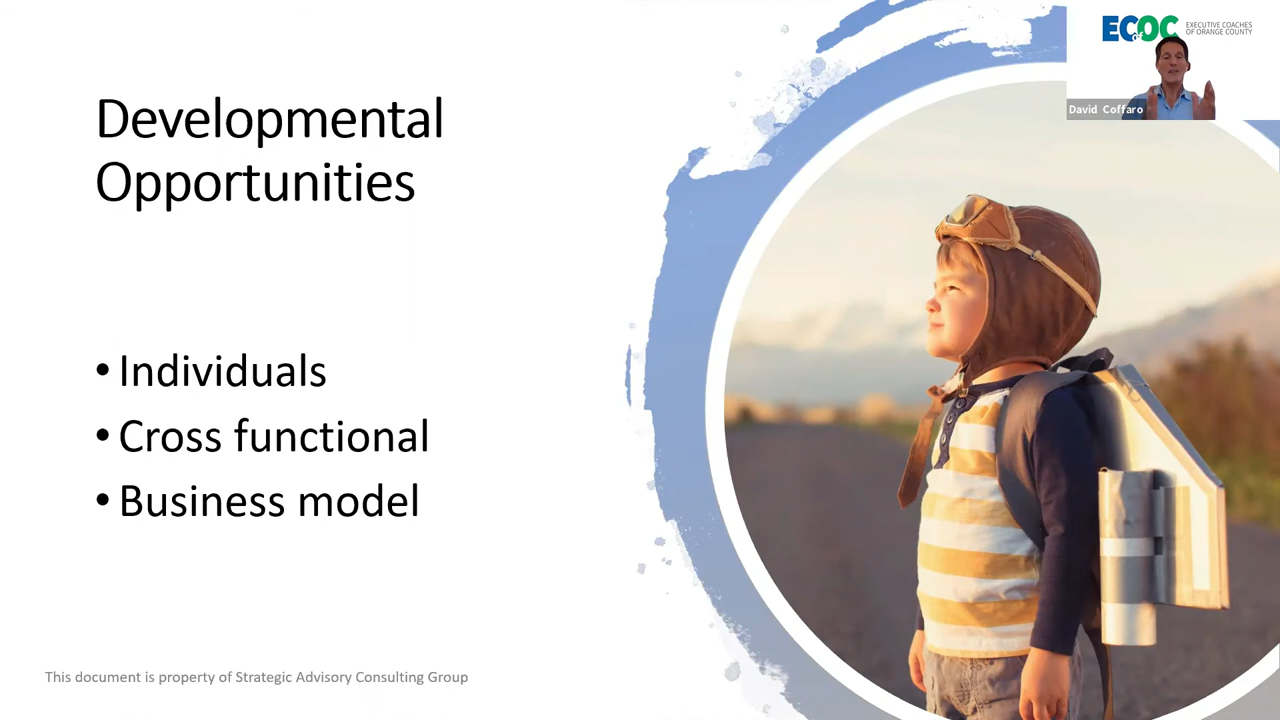 Developmental
Opportunities
• Individuals
• Cross functional
• Business model
This document is property of Strategic Advisory Consulting Group
ECofOC
EXECUTIVE COACHES
OF ORANGE COUNTY
David Coffaro